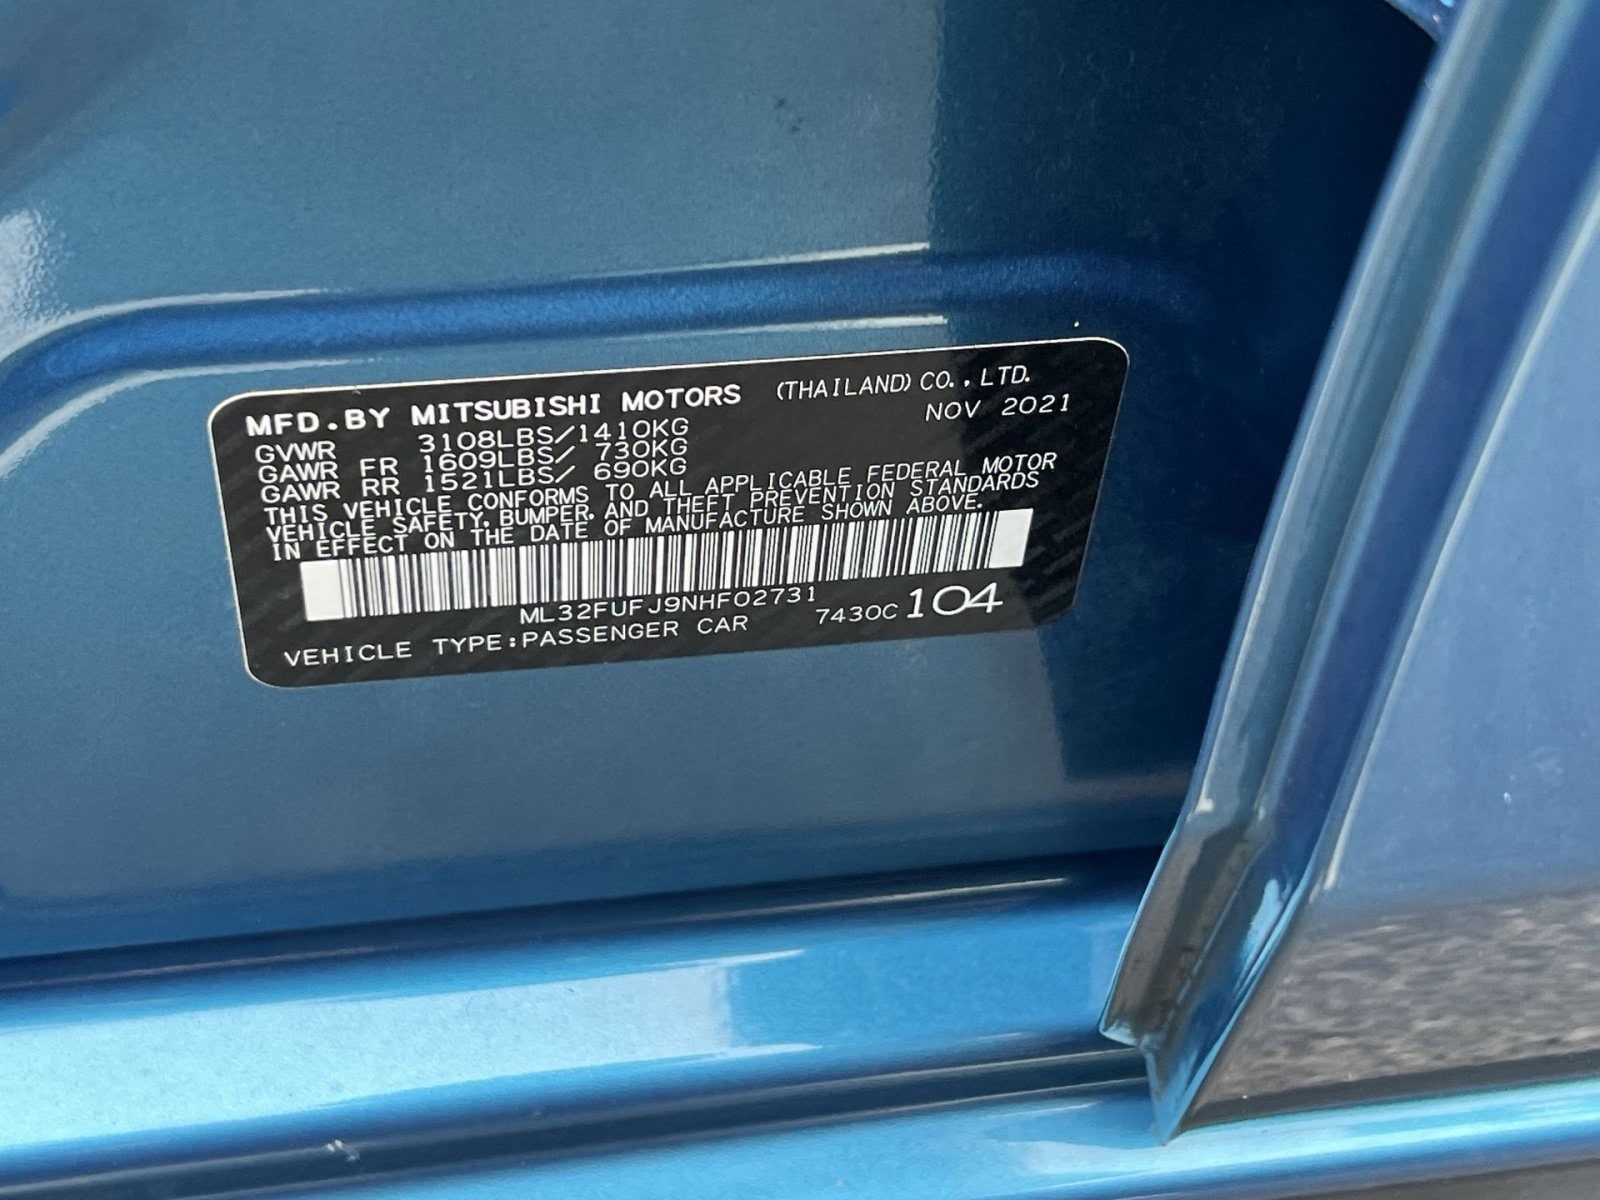 MFD.BY MITSUBISHI MOTORS (THAILAND) CO.,LTD.
NOV 2021
GVWR 3108LBS/1410KG
GAWR FR 1609LBS/ 730KG
GAWR RR 1521LBS/ 690KG
THIS VEHICLE CONFORMS TO ALL APPLICABLE FEDERAL MOTOR
VEHICLE SAFETY, BUMPER, AND THEFT PREVENTION STANDARDS
IN EFFECT ON THE DATE OF MANUFACTURE SHOWN ABOVE.
ML32FUFJ9NHF02731
VEHICLE TYPE:PASSENGER CAR 7430C 104